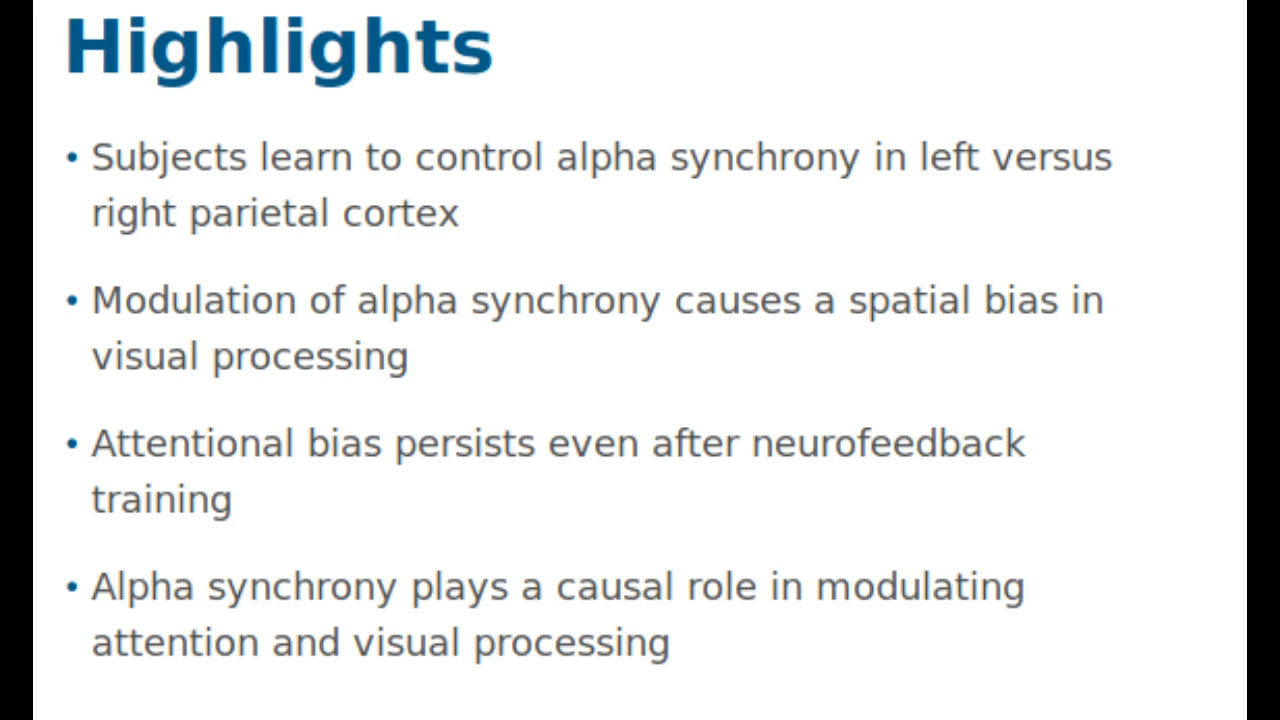 Highlights
• Subjects learn to control alpha synchrony in left versus
right parietal cortex
• Modulation of alpha synchrony causes a spatial bias in
visual processing
• Attentional bias persists even after neurofeedback
training
• Alpha synchrony plays a causal role in modulating
attention and visual processing